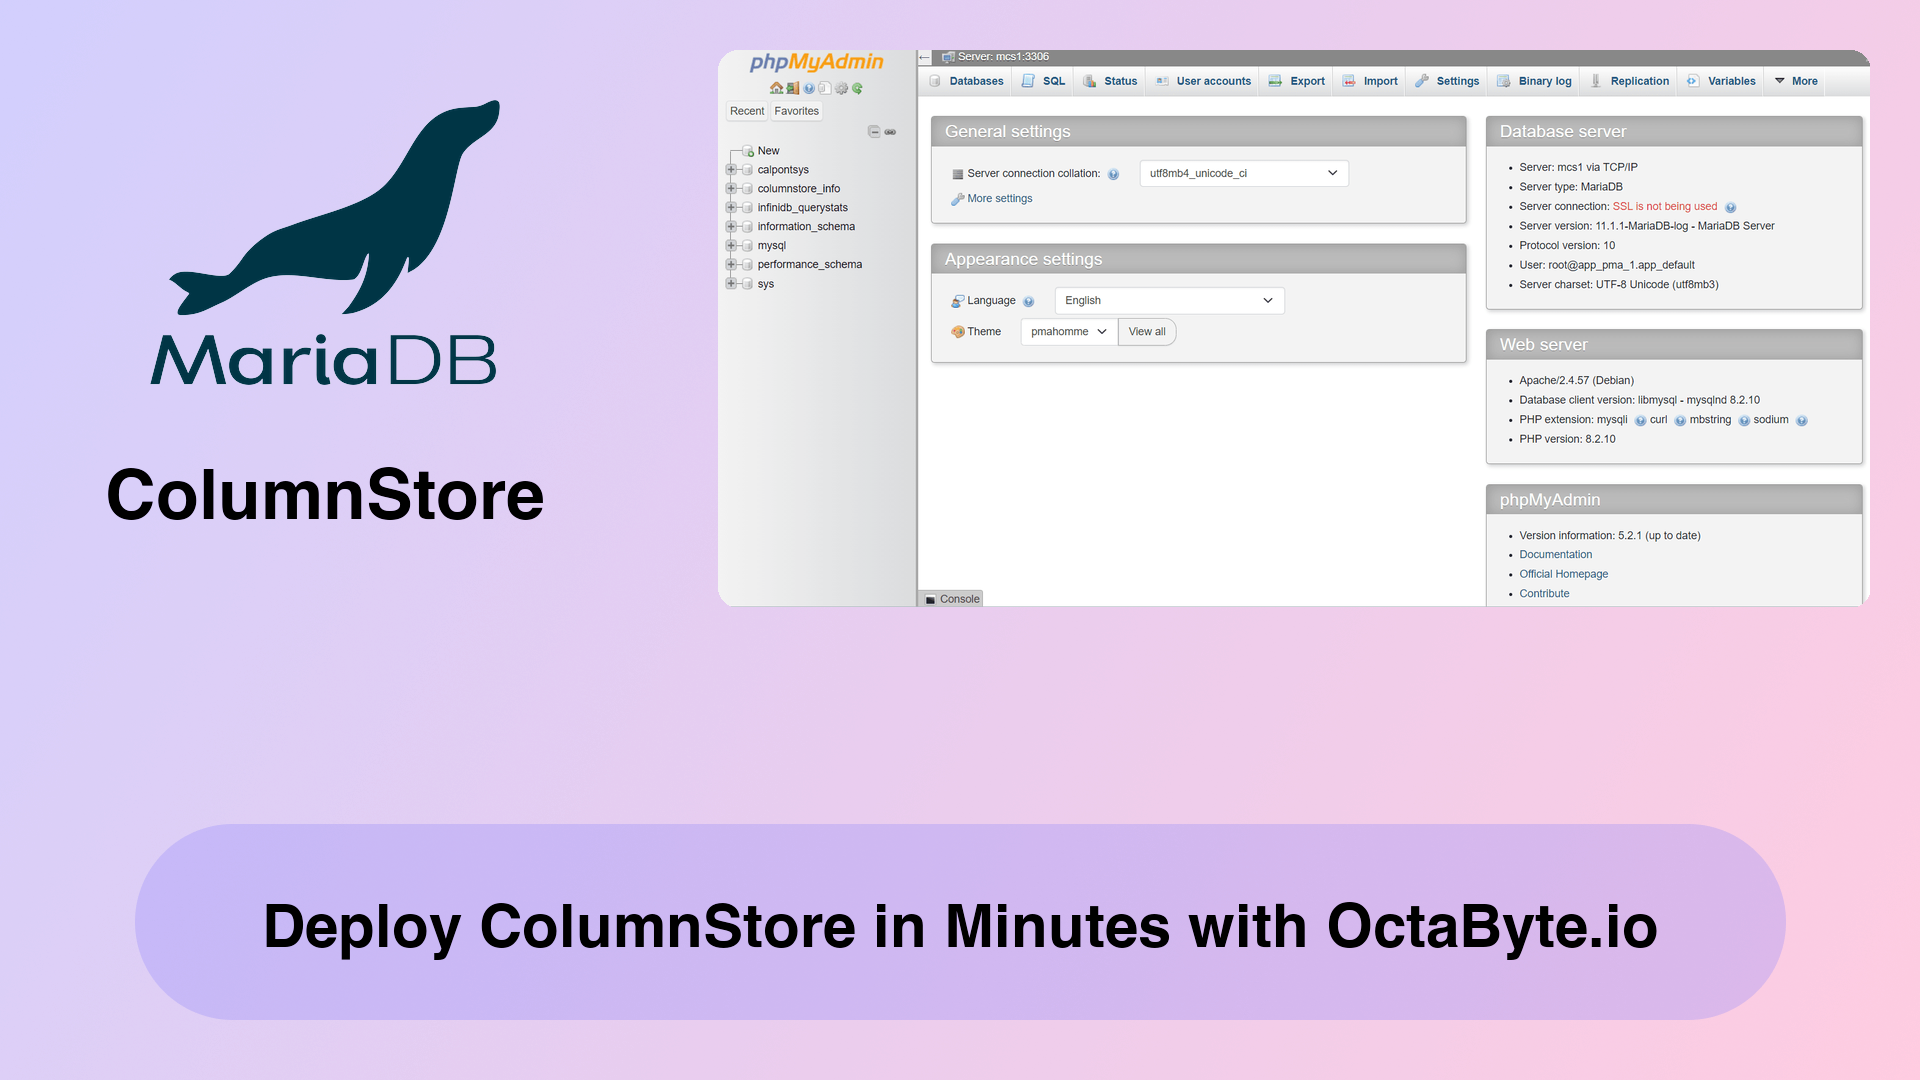 MariaDB
ColumnStore
phpMyAdmin
Recent Favorites
New
calpontsys
columnstore_info
infinidb_querystats
information_schema
mysql
performance_schema
sys
Server: mcs1:3306
Databases SQL Status User accounts Export Import Settings Binary log Replication Variables More
General settings
Server connection collation: utf8mb4_unicode_ci
More settings
Appearance settings
Language English
Theme pmahomme View all
Console
Database server
• Server: mcs1 via TCP/IP
• Server type: MariaDB
• Server connection: SSL is not being used
• Server version: 11.1.1-MariaDB-log - MariaDB Server
• Protocol version: 10
• User: root@app_pma_1.app_default
• Server charset: UTF-8 Unicode (utf8mb3)
Web server
• Apache/2.4.57 (Debian)
• Database client version: libmysql - mysqlnd 8.2.10
• PHP extension: mysqli curl mbstring sodium
• PHP version: 8.2.10
phpMyAdmin
• Version information: 5.2.1 (up to date)
• Documentation
• Official Homepage
• Contribute
Deploy ColumnStore in Minutes with OctaByte.io